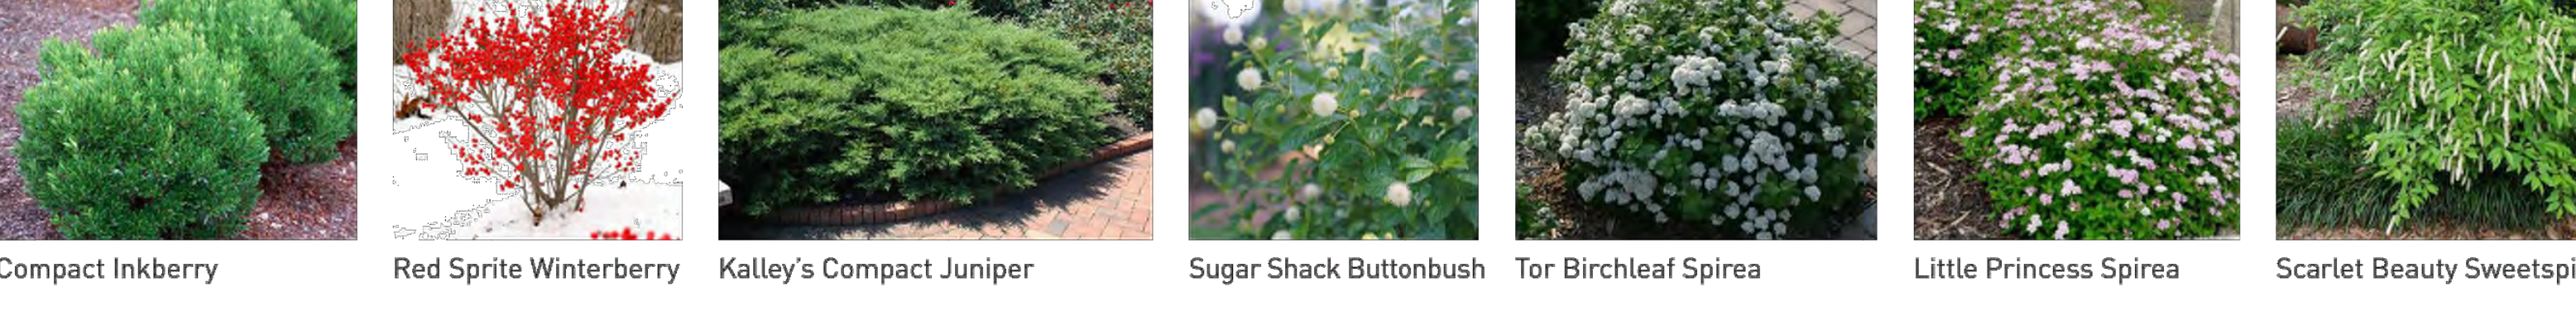 Compact Inkberry
Red Sprite Winterberry
Kalley's Compact Juniper
Sugar Shack Buttonbush
Tor Birchleaf Spirea
Little Princess Spirea
Scarlet Beauty Sweetspi